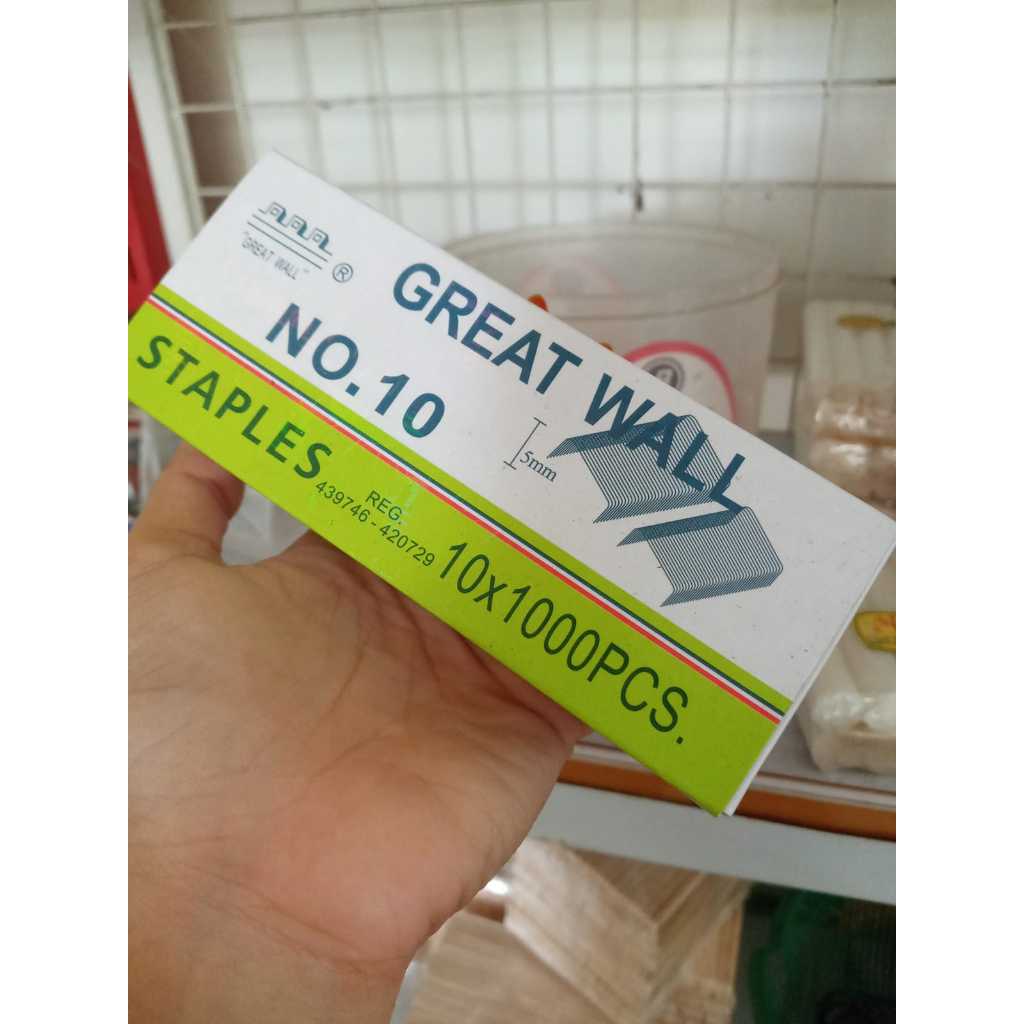 "GREAT WALL" ®
GREAT WALL
NO.10
5mm
STAPLES
REG.
439746 - 420729
10x1000PCS.